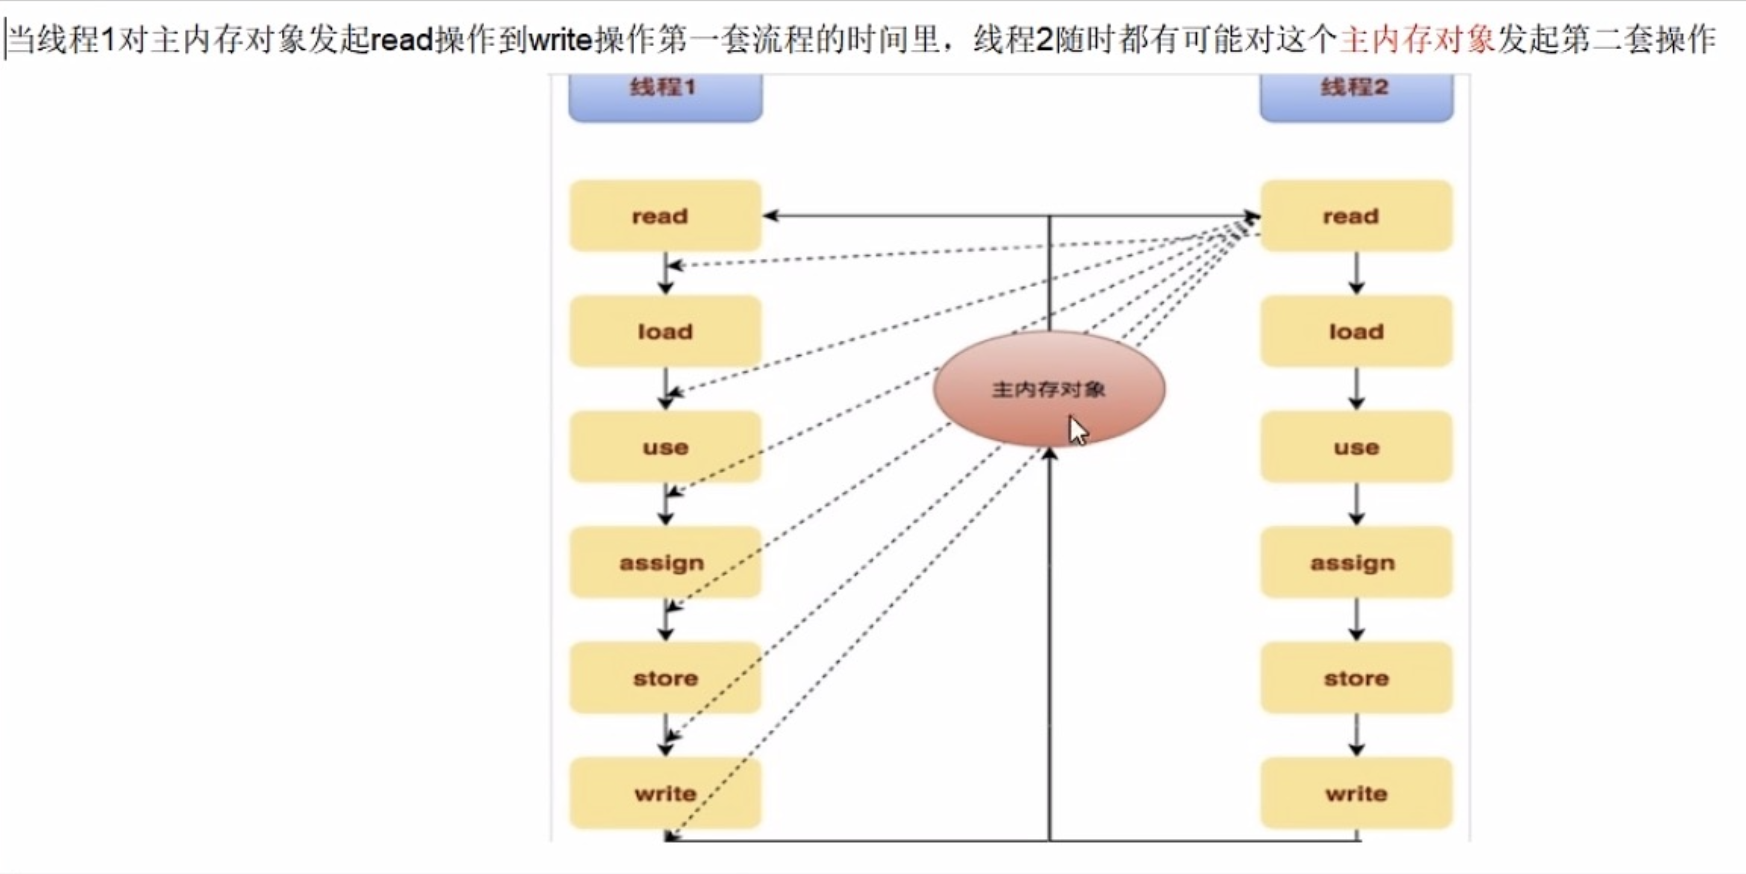 当线程1对主内存对象发起read操作到write操作第一套流程的时间里，线程2随时都有可能对这个主内存对象发起第二套操作
线程1
线程2
read
read
load
load
主内存对象
use
use
assign
assign
store
store
write
write